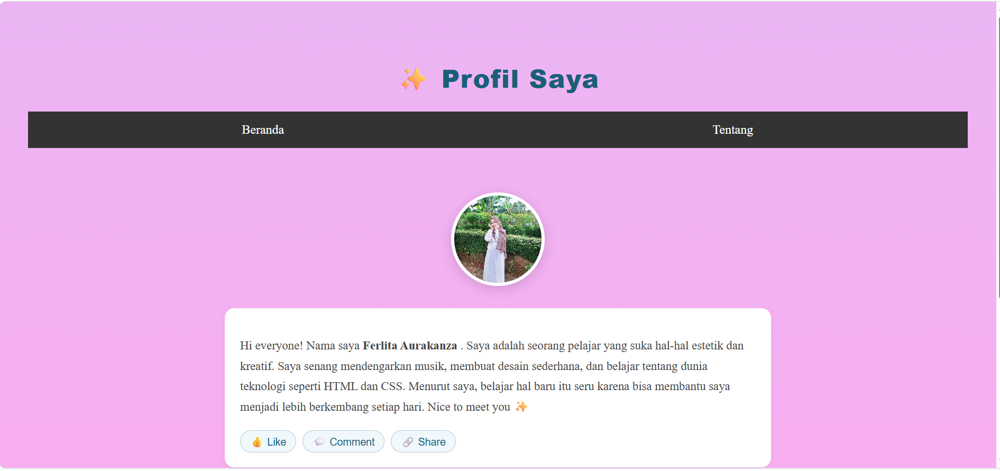 ✨ Profil Saya
Beranda Tentang
Hi everyone! Nama saya Ferlita Aurakanza . Saya adalah seorang pelajar yang suka hal-hal estetik dan
kreatif. Saya senang mendengarkan musik, membuat desain sederhana, dan belajar tentang dunia
teknologi seperti HTML dan CSS. Menurut saya, belajar hal baru itu seru karena bisa membantu saya
menjadi lebih berkembang setiap hari. Nice to meet you ✨
👍 Like 💬 Comment 🔗 Share